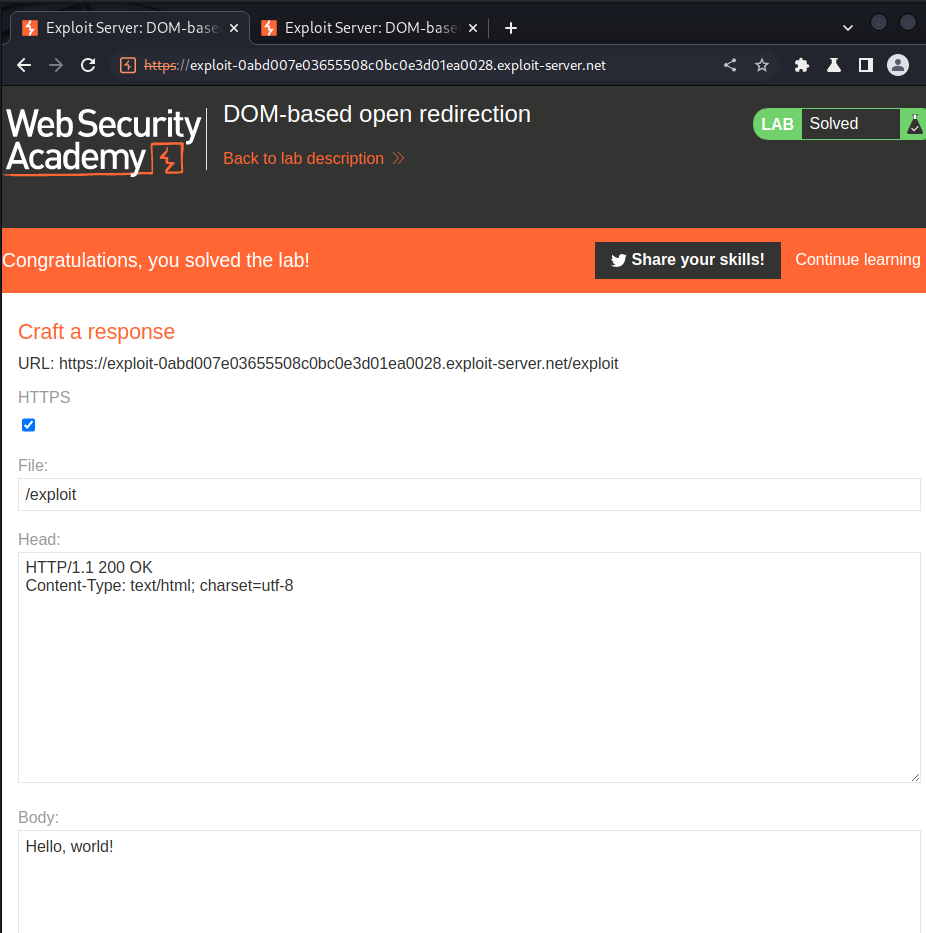 Exploit Server: DOM-base
Exploit Server: DOM-base
https://exploit-0abd007e03655508c0bc0e3d01ea0028.exploit-server.net
Web Security
Academy
DOM-based open redirection
Back to lab description
LAB
Solved
Congratulations, you solved the lab!
Share your skills!
Continue learning
Craft a response
URL: https://exploit-0abd007e03655508c0bc0e3d01ea0028.exploit-server.net/exploit
HTTPS
File:
/exploit
Head:
HTTP/1.1 200 OK
Content-Type: text/html; charset=utf-8
Body:
Hello, world!